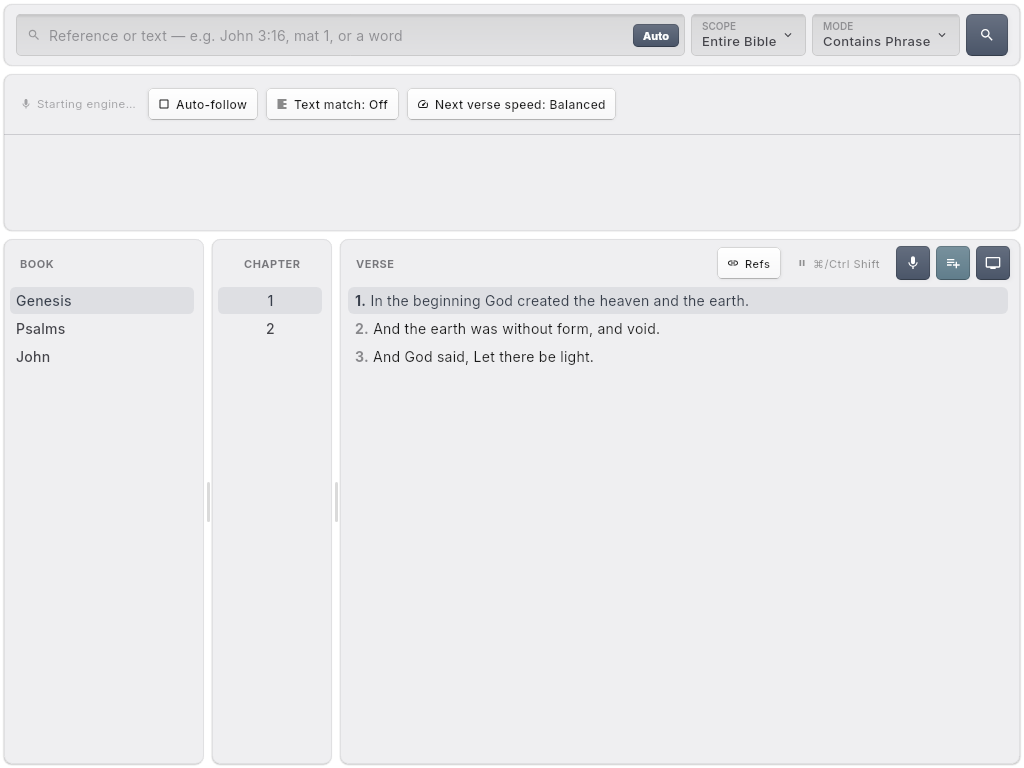 Reference or text — e.g. John 3:16, mat 1, or a word
Auto
SCOPE
Entire Bible
MODE
Contains Phrase
Starting engine...
Auto-follow
Text match: Off
Next verse speed: Balanced
BOOK
Genesis
Psalms
John
CHAPTER
1
2
VERSE
Refs
⌘/Ctrl Shift
1. In the beginning God created the heaven and the earth.
2. And the earth was without form, and void.
3. And God said, Let there be light.